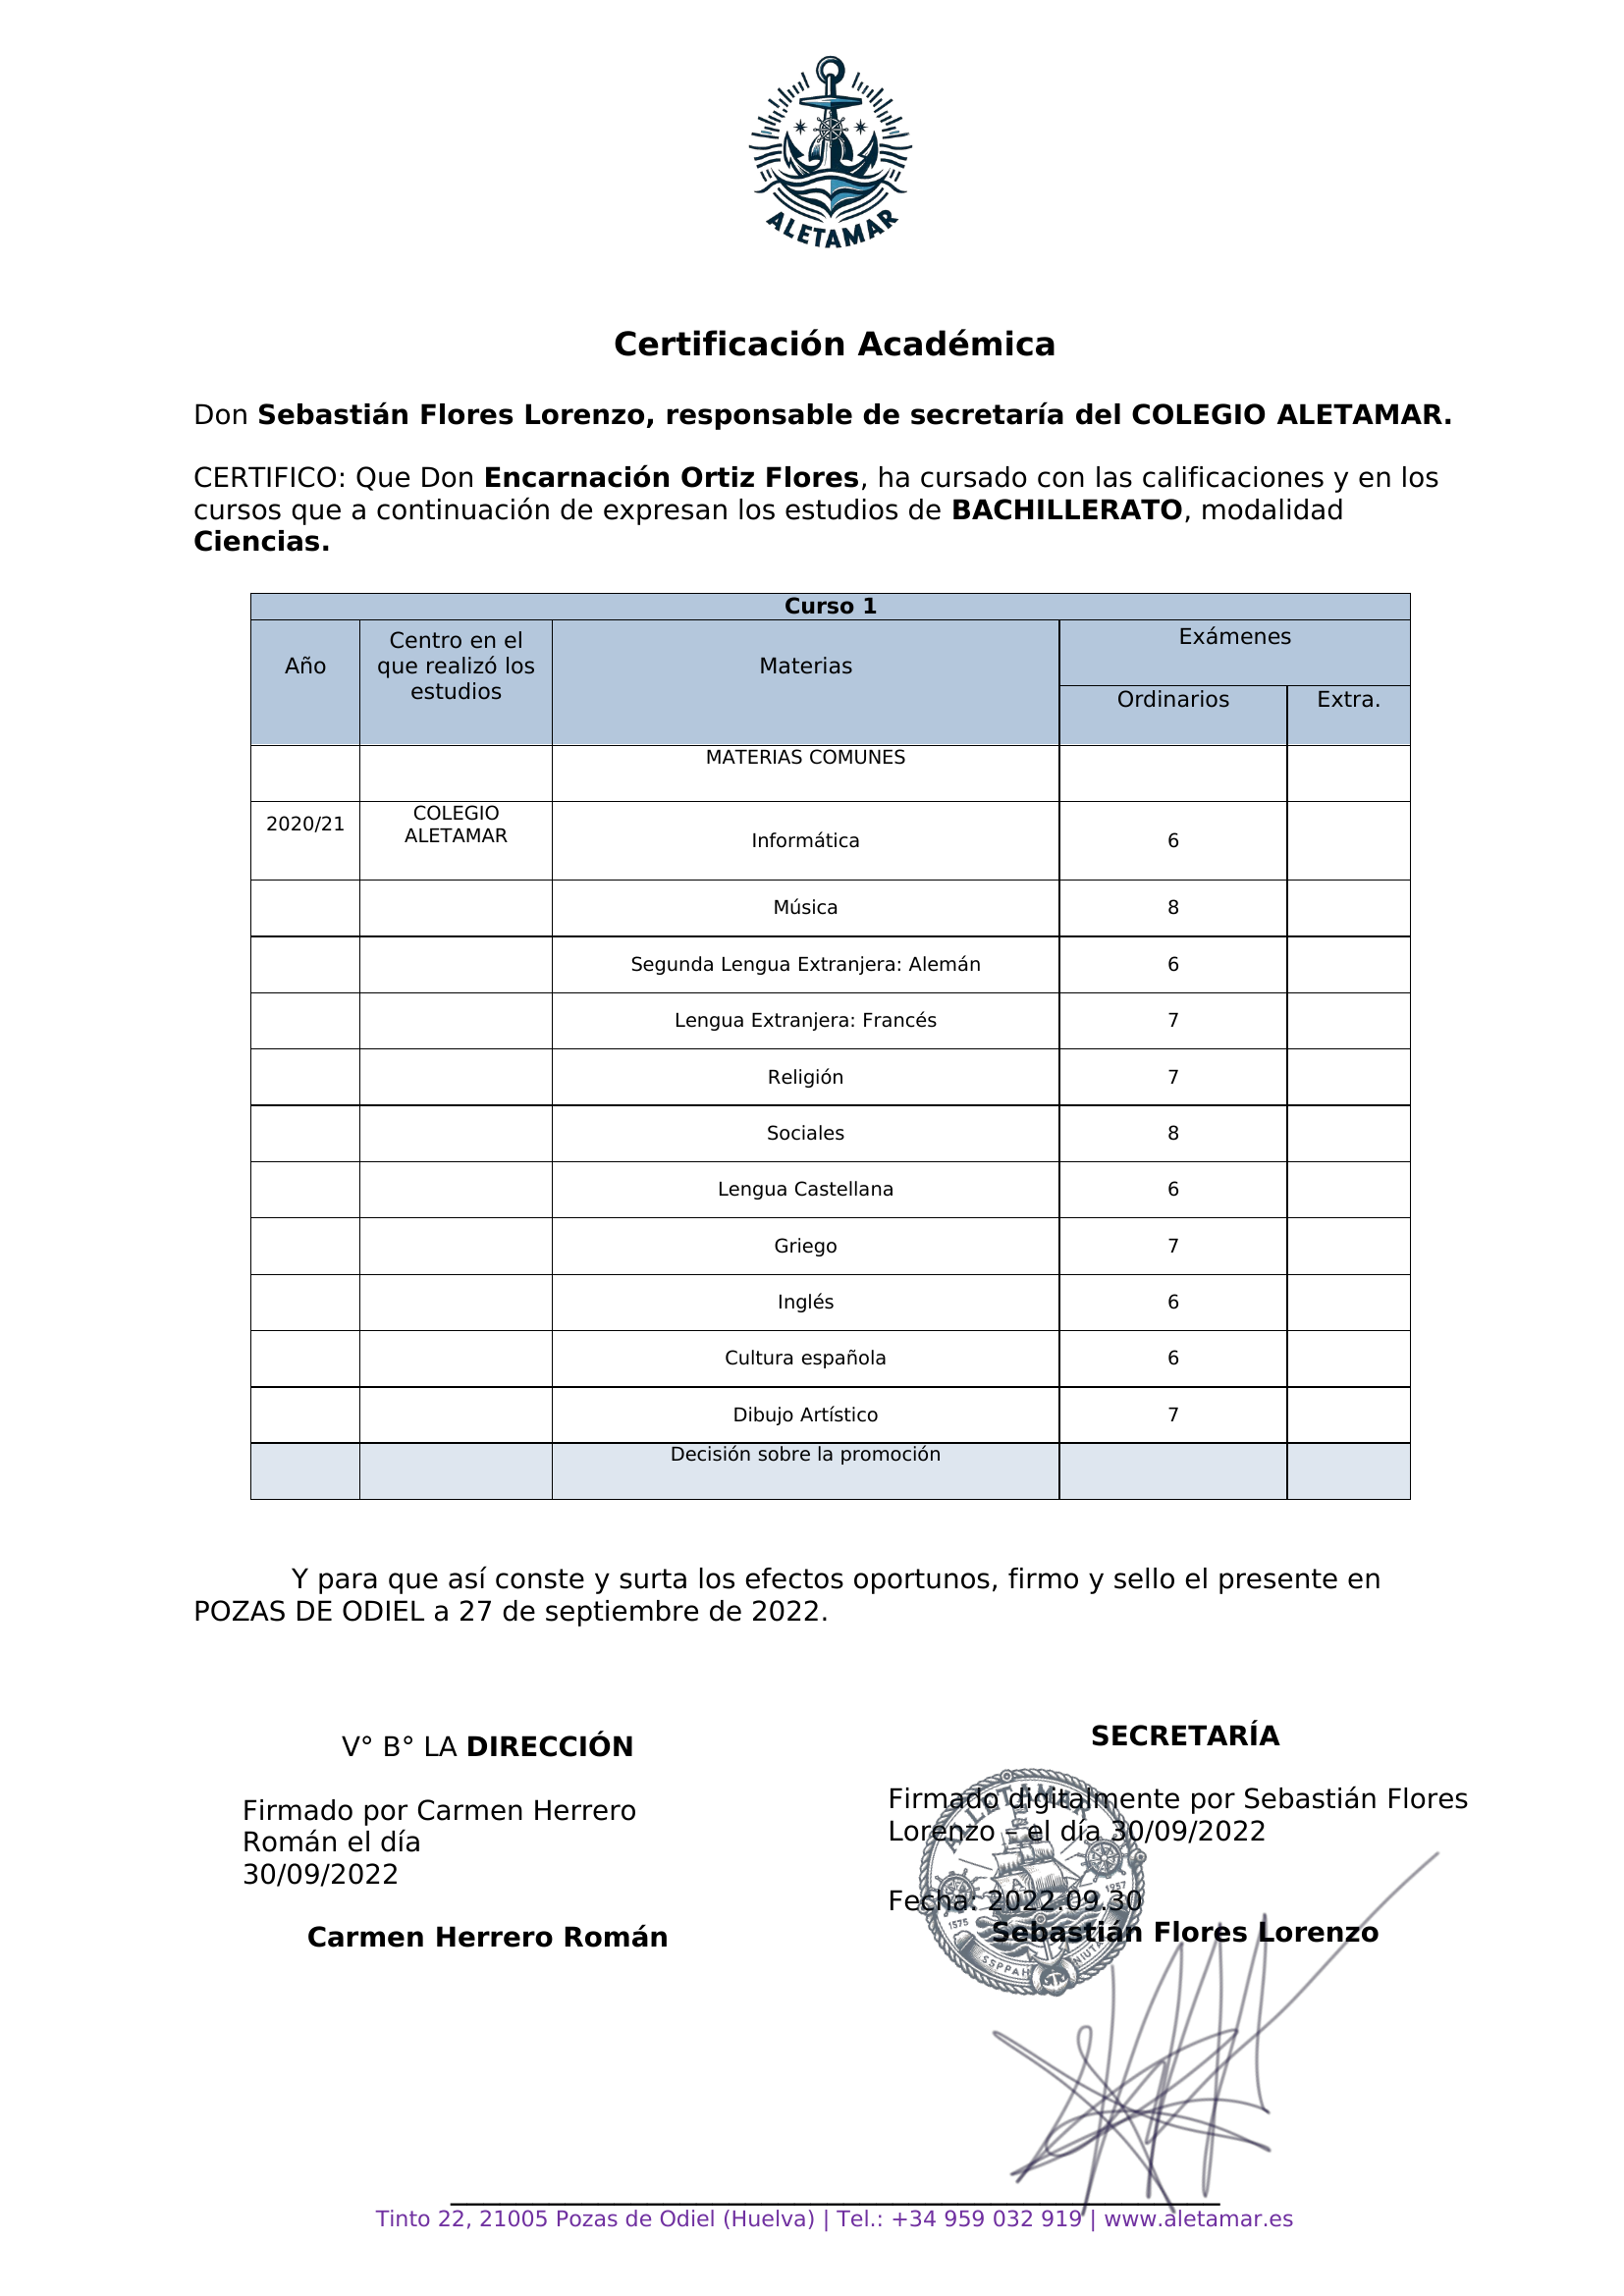 ALETAMAR
Certificación Académica
Don Sebastián Flores Lorenzo, responsable de secretaría del COLEGIO ALETAMAR.
CERTIFICO: Que Don Encarnación Ortiz Flores, ha cursado con las calificaciones y en los
cursos que a continuación de expresan los estudios de BACHILLERATO, modalidad
Ciencias.
Curso 1
Año
Centro en el
que realizó los
estudios
Materias
Exámenes
Ordinarios
Extra.
MATERIAS COMUNES
2020/21
COLEGIO
ALETAMAR
Informática 6
Música 8
Segunda Lengua Extranjera: Alemán 6
Lengua Extranjera: Francés 7
Religión 7
Sociales 8
Lengua Castellana 6
Griego 7
Inglés 6
Cultura española 6
Dibujo Artístico 7
Decisión sobre la promoción
Y para que así conste y surta los efectos oportunos, firmo y sello el presente en
POZAS DE ODIEL a 27 de septiembre de 2022.
V° B° LA DIRECCIÓN
Firmado por Carmen Herrero
Román el día
30/09/2022
Carmen Herrero Román
SECRETARÍA
Firmado digitalmente por Sebastián Flores
Lorenzo – el día 30/09/2022
Fecha: 2022.09.30
Sebastián Flores Lorenzo
ALLETAMAR
1575
1957
SSPPAH
Tinto 22, 21005 Pozas de Odiel (Huelva) | Tel.: +34 959 032 919 | www.aletamar.es